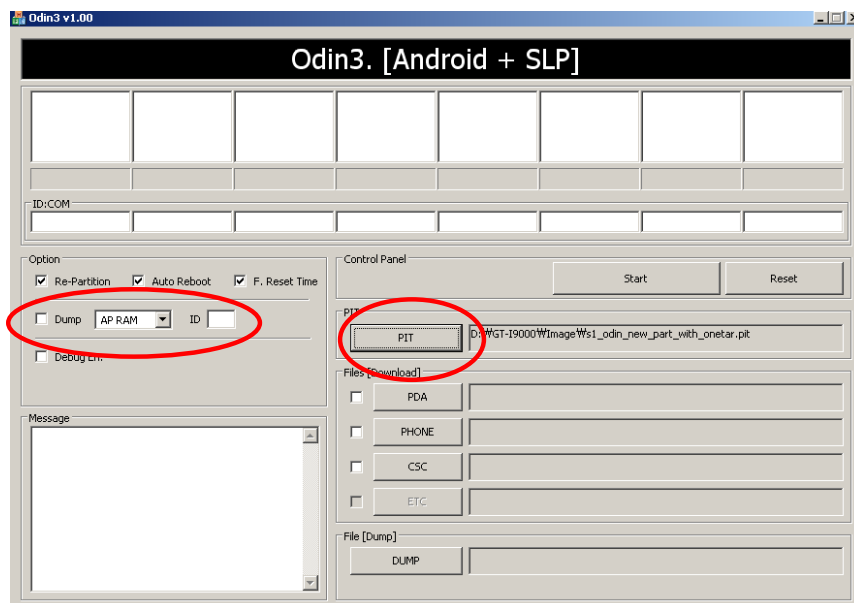 Odin3 v1.00
Odin3. [Android + SLP]
ID:COM
Option
Re-Partition Auto Reboot F. Reset Time
Dump AP RAM ID
Debug En.
Message
Control Panel
Start Reset
PIT
PIT D:₩GT-I9000₩Image₩s1_odin_new_part_with_onetar.pit
Files [Download]
PDA
PHONE
CSC
ETC
File [Dump]
DUMP